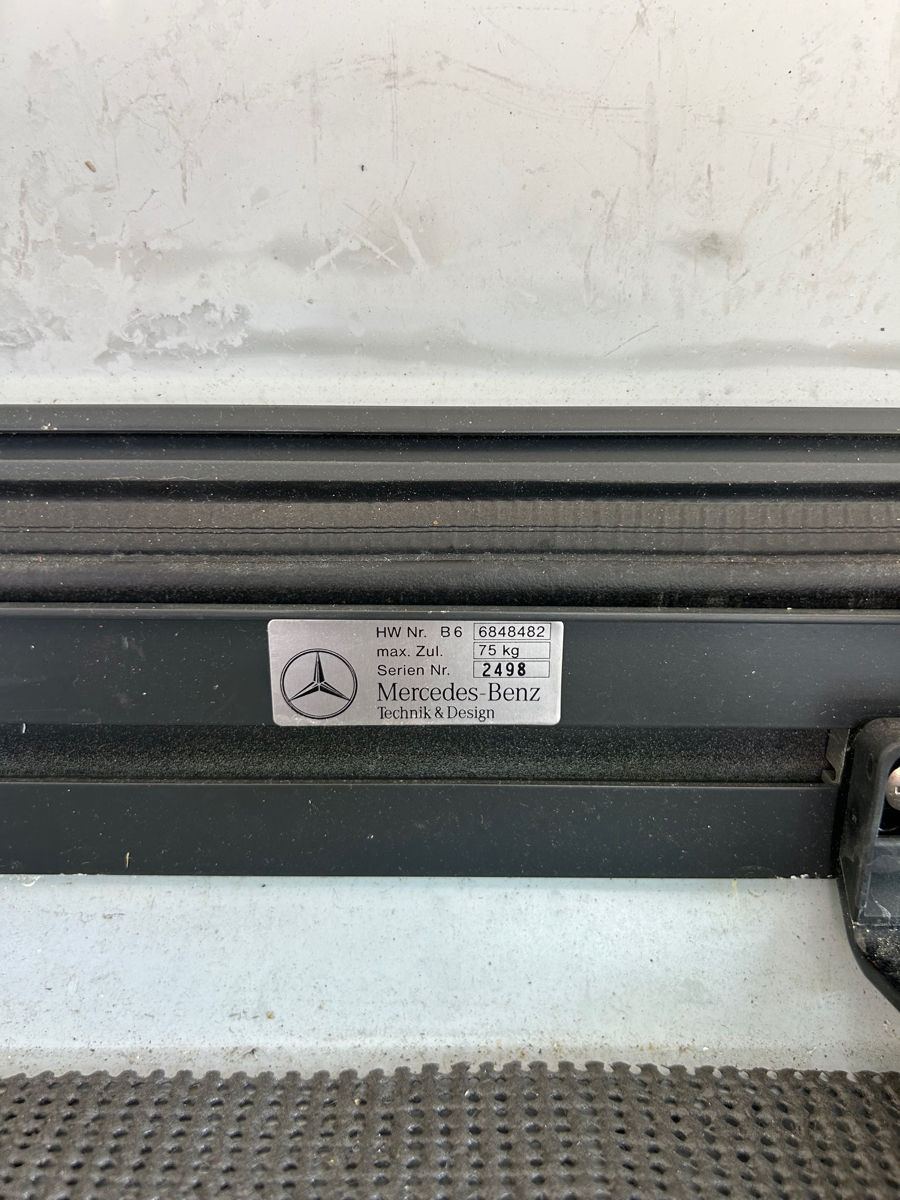 HW Nr. B6 6848482
max. Zul. 75 kg
Serien Nr. 2498
Mercedes-Benz
Technik & Design